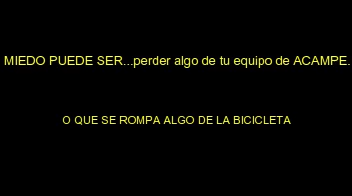 MIEDO PUEDE SER...perder algo de tu equipo de ACAMPE.
O QUE SE ROMPA ALGO DE LA BICICLETA